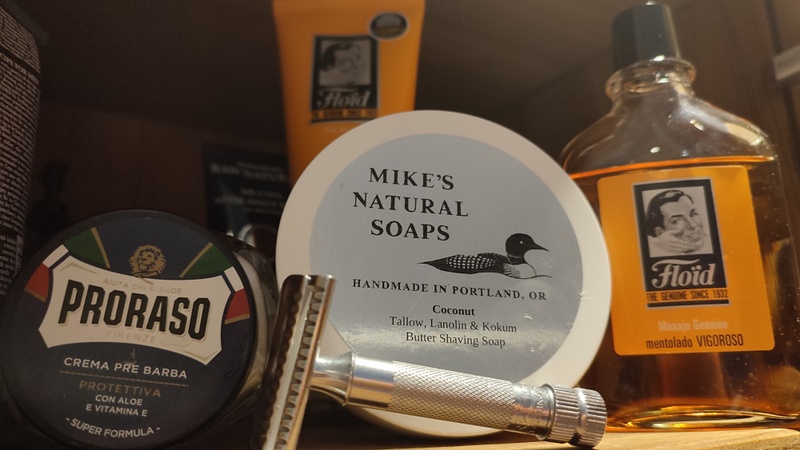 Floïd
MIKE'S
NATURAL
SOAPS
HANDMADE IN PORTLAND, OR
Coconut
Tallow, Lanolin & Kokum
Butter Shaving Soap
PRORASO
FIRENZE
CREMA PRE BARBA
PROTETTIVA
CON ALOE
E VITAMINA E
- SUPER FORMULA -
Floïd
THE GENUINE SINCE 1932
Masaje Genuino
mentolado VIGOROSO